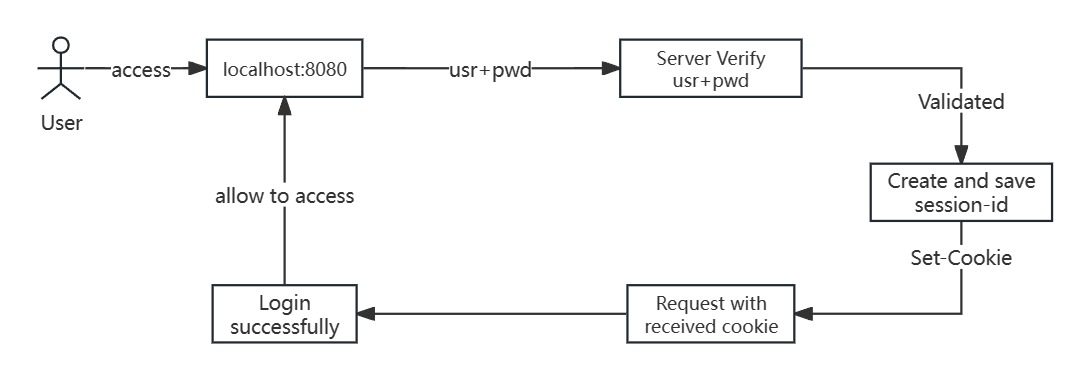 access
localhost:8080
usr+pwd
Server Verify
usr+pwd
User
Validated
Create and save
session-id
Set-Cookie
Request with
received cookie
Login
successfully
allow to access